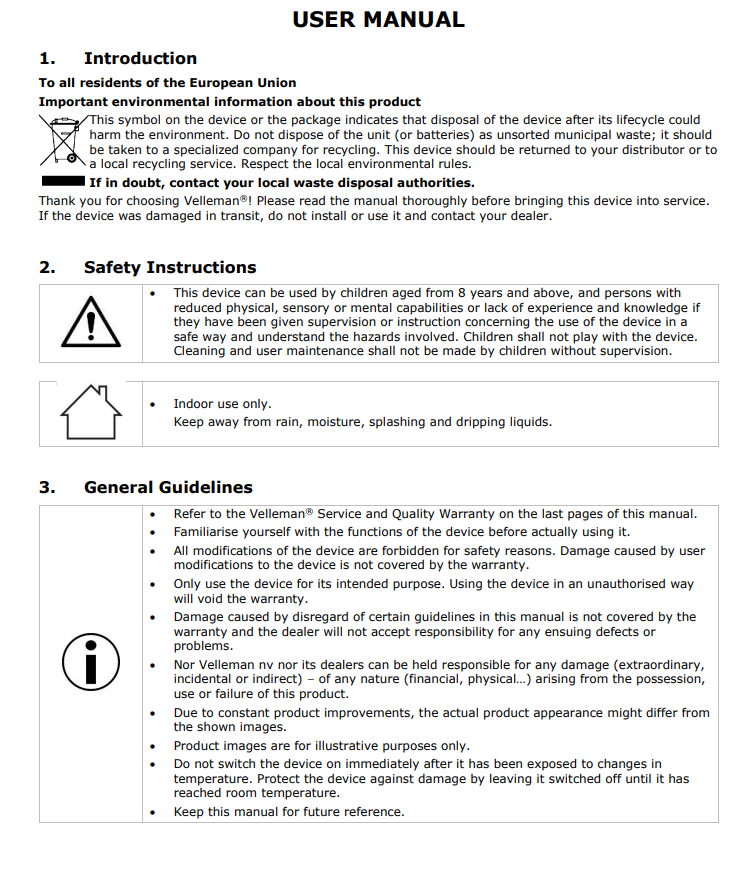 USER MANUAL
1. Introduction
To all residents of the European Union
Important environmental information about this product
This symbol on the device or the package indicates that disposal of the device after its lifecycle could
harm the environment. Do not dispose of the unit (or batteries) as unsorted municipal waste; it should
be taken to a specialized company for recycling. This device should be returned to your distributor or to
a local recycling service. Respect the local environmental rules.
If in doubt, contact your local waste disposal authorities.
Thank you for choosing Velleman®! Please read the manual thoroughly before bringing this device into service.
If the device was damaged in transit, do not install or use it and contact your dealer.
2. Safety Instructions
• This device can be used by children aged from 8 years and above, and persons with
reduced physical, sensory or mental capabilities or lack of experience and knowledge if
they have been given supervision or instruction concerning the use of the device in a
safe way and understand the hazards involved. Children shall not play with the device.
Cleaning and user maintenance shall not be made by children without supervision.
• Indoor use only.
Keep away from rain, moisture, splashing and dripping liquids.
3. General Guidelines
• Refer to the Velleman® Service and Quality Warranty on the last pages of this manual.
• Familiarise yourself with the functions of the device before actually using it.
• All modifications of the device are forbidden for safety reasons. Damage caused by user
modifications to the device is not covered by the warranty.
• Only use the device for its intended purpose. Using the device in an unauthorised way
will void the warranty.
• Damage caused by disregard of certain guidelines in this manual is not covered by the
warranty and the dealer will not accept responsibility for any ensuing defects or
problems.
• Nor Velleman nv nor its dealers can be held responsible for any damage (extraordinary,
incidental or indirect) – of any nature (financial, physical…) arising from the possession,
use or failure of this product.
• Due to constant product improvements, the actual product appearance might differ from
the shown images.
• Product images are for illustrative purposes only.
• Do not switch the device on immediately after it has been exposed to changes in
temperature. Protect the device against damage by leaving it switched off until it has
reached room temperature.
• Keep this manual for future reference.